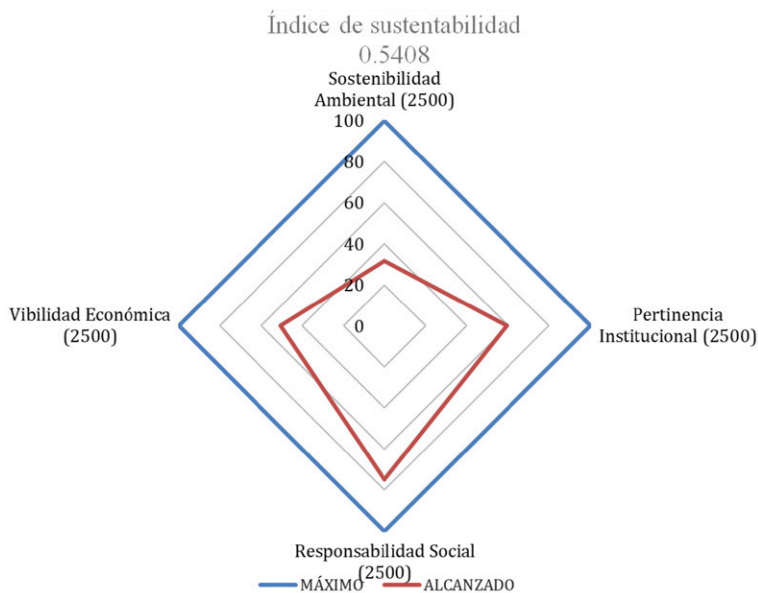 Índice de sustentabilidad
0.5408
Sostenibilidad
Ambiental (2500)
100
80
60
40
20
0
Vibilidad Económica
(2500)
Pertinencia
Institucional (2500)
Responsabilidad Social
(2500)
MÁXIMO
ALCANZADO